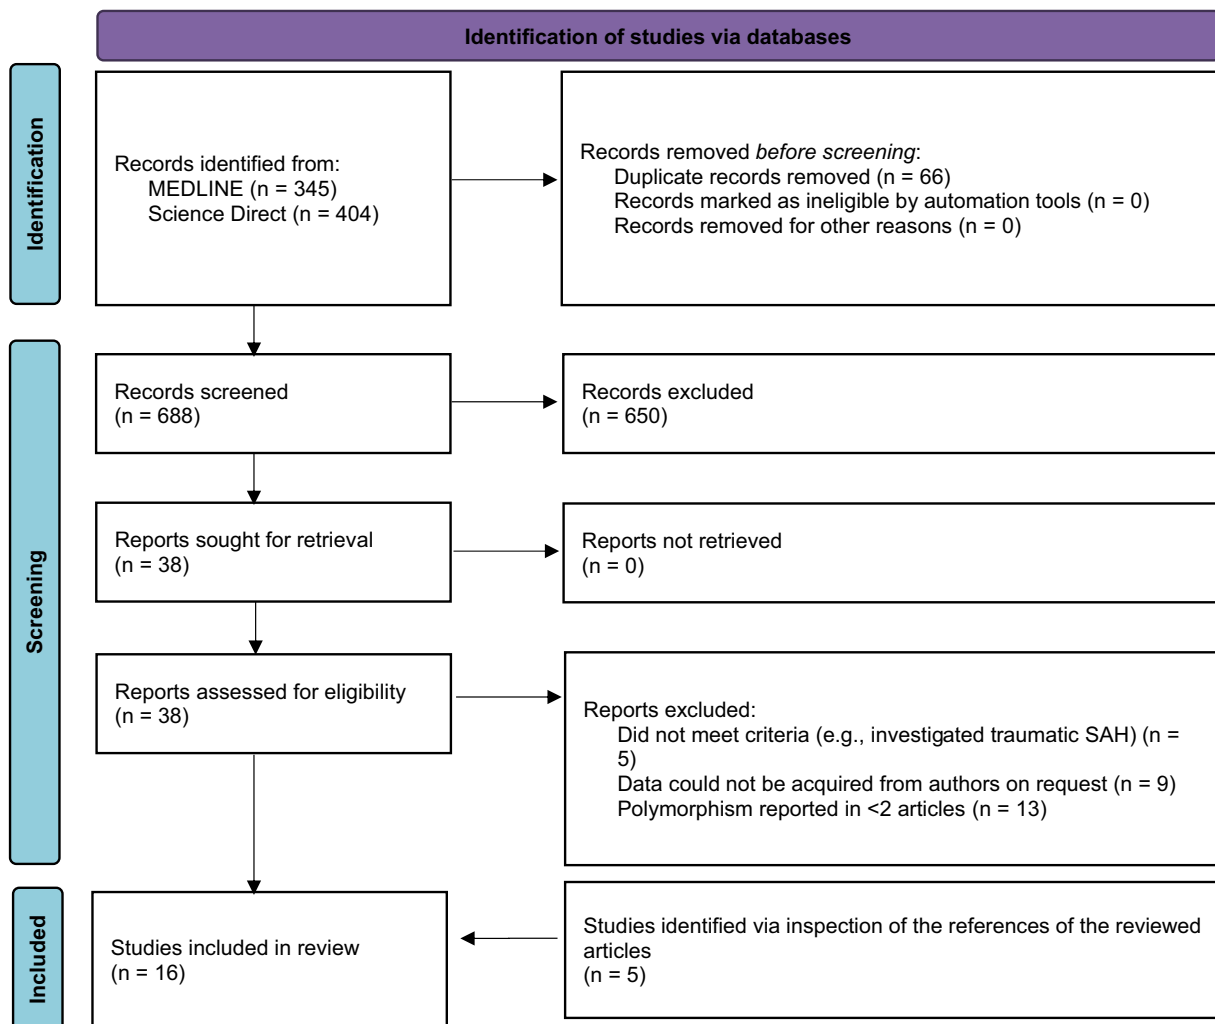 Identification of studies via databases
Identification
Records identified from:
MEDLINE (n = 345)
Science Direct (n = 404)
Records removed before screening:
Duplicate records removed (n = 66)
Records marked as ineligible by automation tools (n = 0)
Records removed for other reasons (n = 0)
Screening
Records screened
(n = 688)
Records excluded
(n = 650)
Reports sought for retrieval
(n = 38)
Reports not retrieved
(n = 0)
Reports assessed for eligibility
(n = 38)
Reports excluded:
Did not meet criteria (e.g., investigated traumatic SAH) (n =
5)
Data could not be acquired from authors on request (n = 9)
Polymorphism reported in <2 articles (n = 13)
Included
Studies included in review
(n = 16)
Studies identified via inspection of the references of the reviewed
articles
(n = 5)